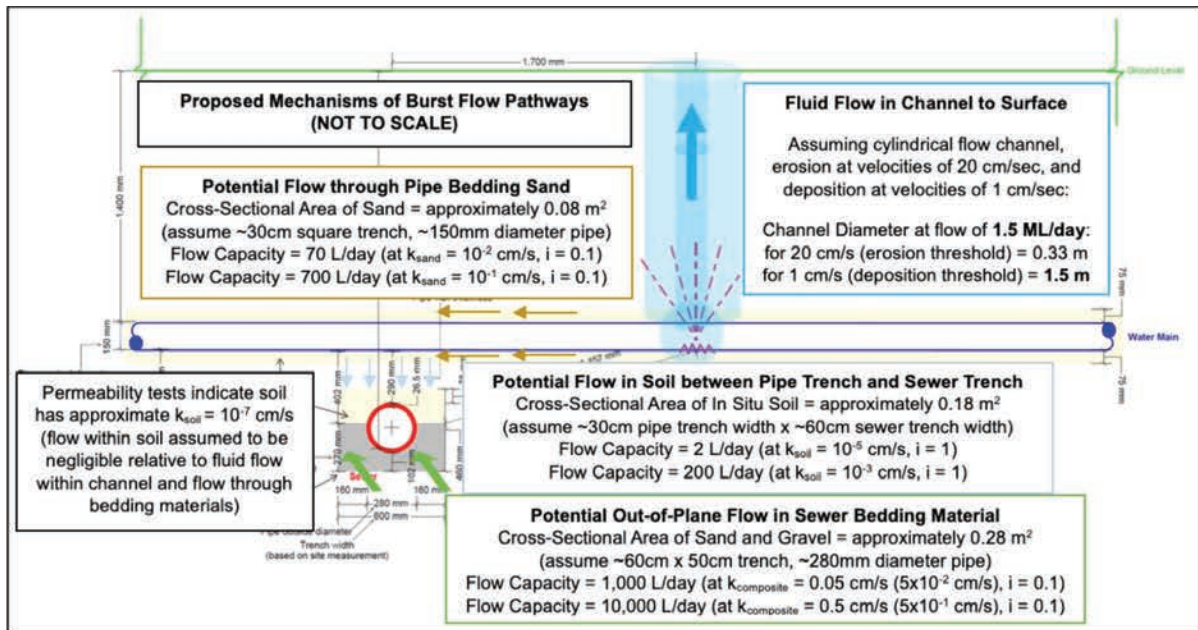 1,700 mm
Ground Level
Proposed Mechanisms of Burst Flow Pathways
(NOT TO SCALE)
Fluid Flow in Channel to Surface
Assuming cylindrical flow channel,
erosion at velocities of 20 cm/sec, and
deposition at velocities of 1 cm/sec:
Channel Diameter at flow of 1.5 ML/day:
for 20 cm/s (erosion threshold) = 0.33 m
for 1 cm/s (deposition threshold) = 1.5 m
1,400 mm
Potential Flow through Pipe Bedding Sand
Cross-Sectional Area of Sand = approximately 0.08 m²
(assume ~30cm square trench, ~150mm diameter pipe)
Flow Capacity = 70 L/day (at kₛₐₙd = 10⁻² cm/s, i = 0.1)
Flow Capacity = 700 L/day (at kₛₐₙd = 10⁻¹ cm/s, i = 0.1)
75 mm
150 mm
Water Main
75 mm
Permeability tests indicate soil
has approximate kₛₒᵢₗ = 10⁻⁷ cm/s
(flow within soil assumed to be
negligible relative to fluid flow
within channel and flow through
bedding materials)
402 mm
290 mm
26.5 mm
270 mm
102 mm
460 mm
Sewer
160 mm
160 mm
280 mm
600 mm
Pipe outside diameter
Trench width
(based on site measurement)
Potential Flow in Soil between Pipe Trench and Sewer Trench
Cross-Sectional Area of In Situ Soil = approximately 0.18 m²
(assume ~30cm pipe trench width x ~60cm sewer trench width)
Flow Capacity = 2 L/day (at kₛₒᵢₗ = 10⁻⁵ cm/s, i = 1)
Flow Capacity = 200 L/day (at kₛₒᵢₗ = 10⁻³ cm/s, i = 1)
Potential Out-of-Plane Flow in Sewer Bedding Material
Cross-Sectional Area of Sand and Gravel = approximately 0.28 m²
(assume ~60cm x 50cm trench, ~280mm diameter pipe)
Flow Capacity = 1,000 L/day (at kcomposite = 0.05 cm/s (5x10⁻² cm/s), i = 0.1)
Flow Capacity = 10,000 L/day (at kcomposite = 0.5 cm/s (5x10⁻¹ cm/s), i = 0.1)